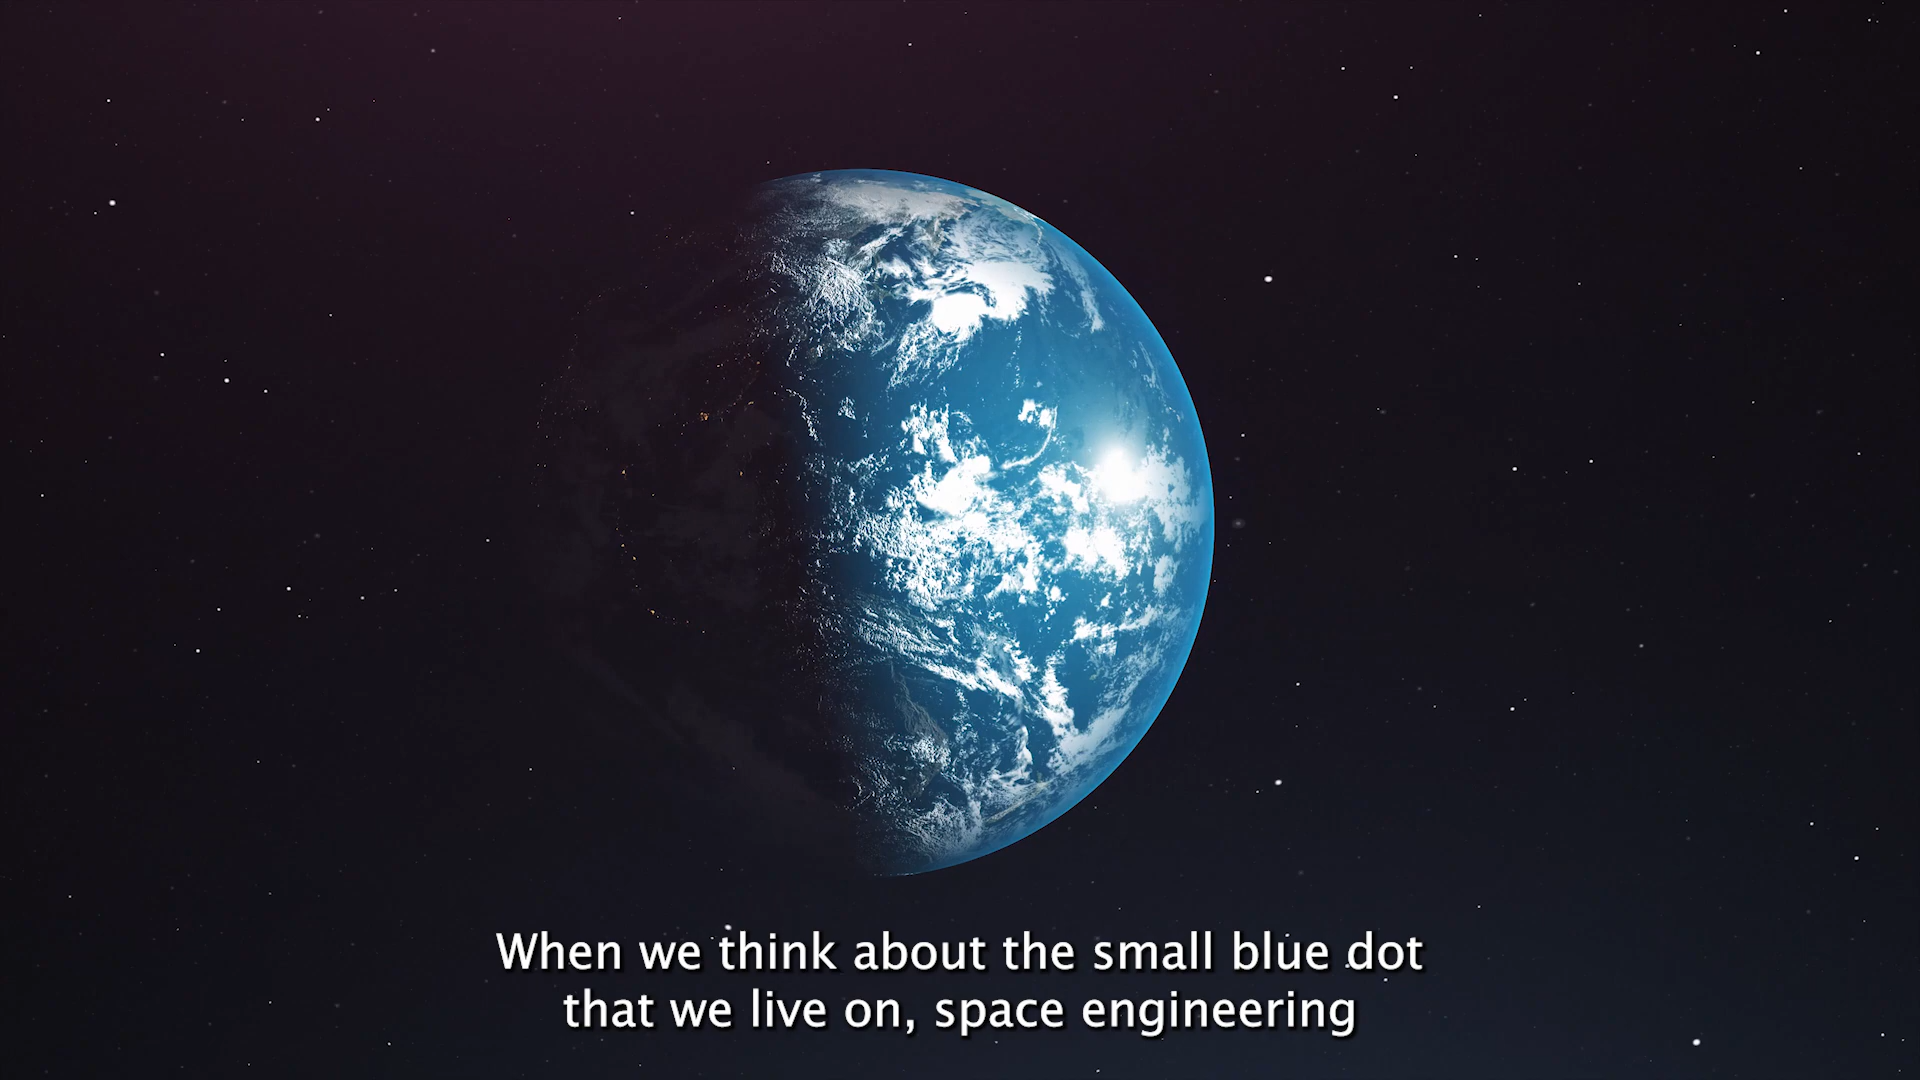 When we think about the small blue dot
that we live on, space engineering